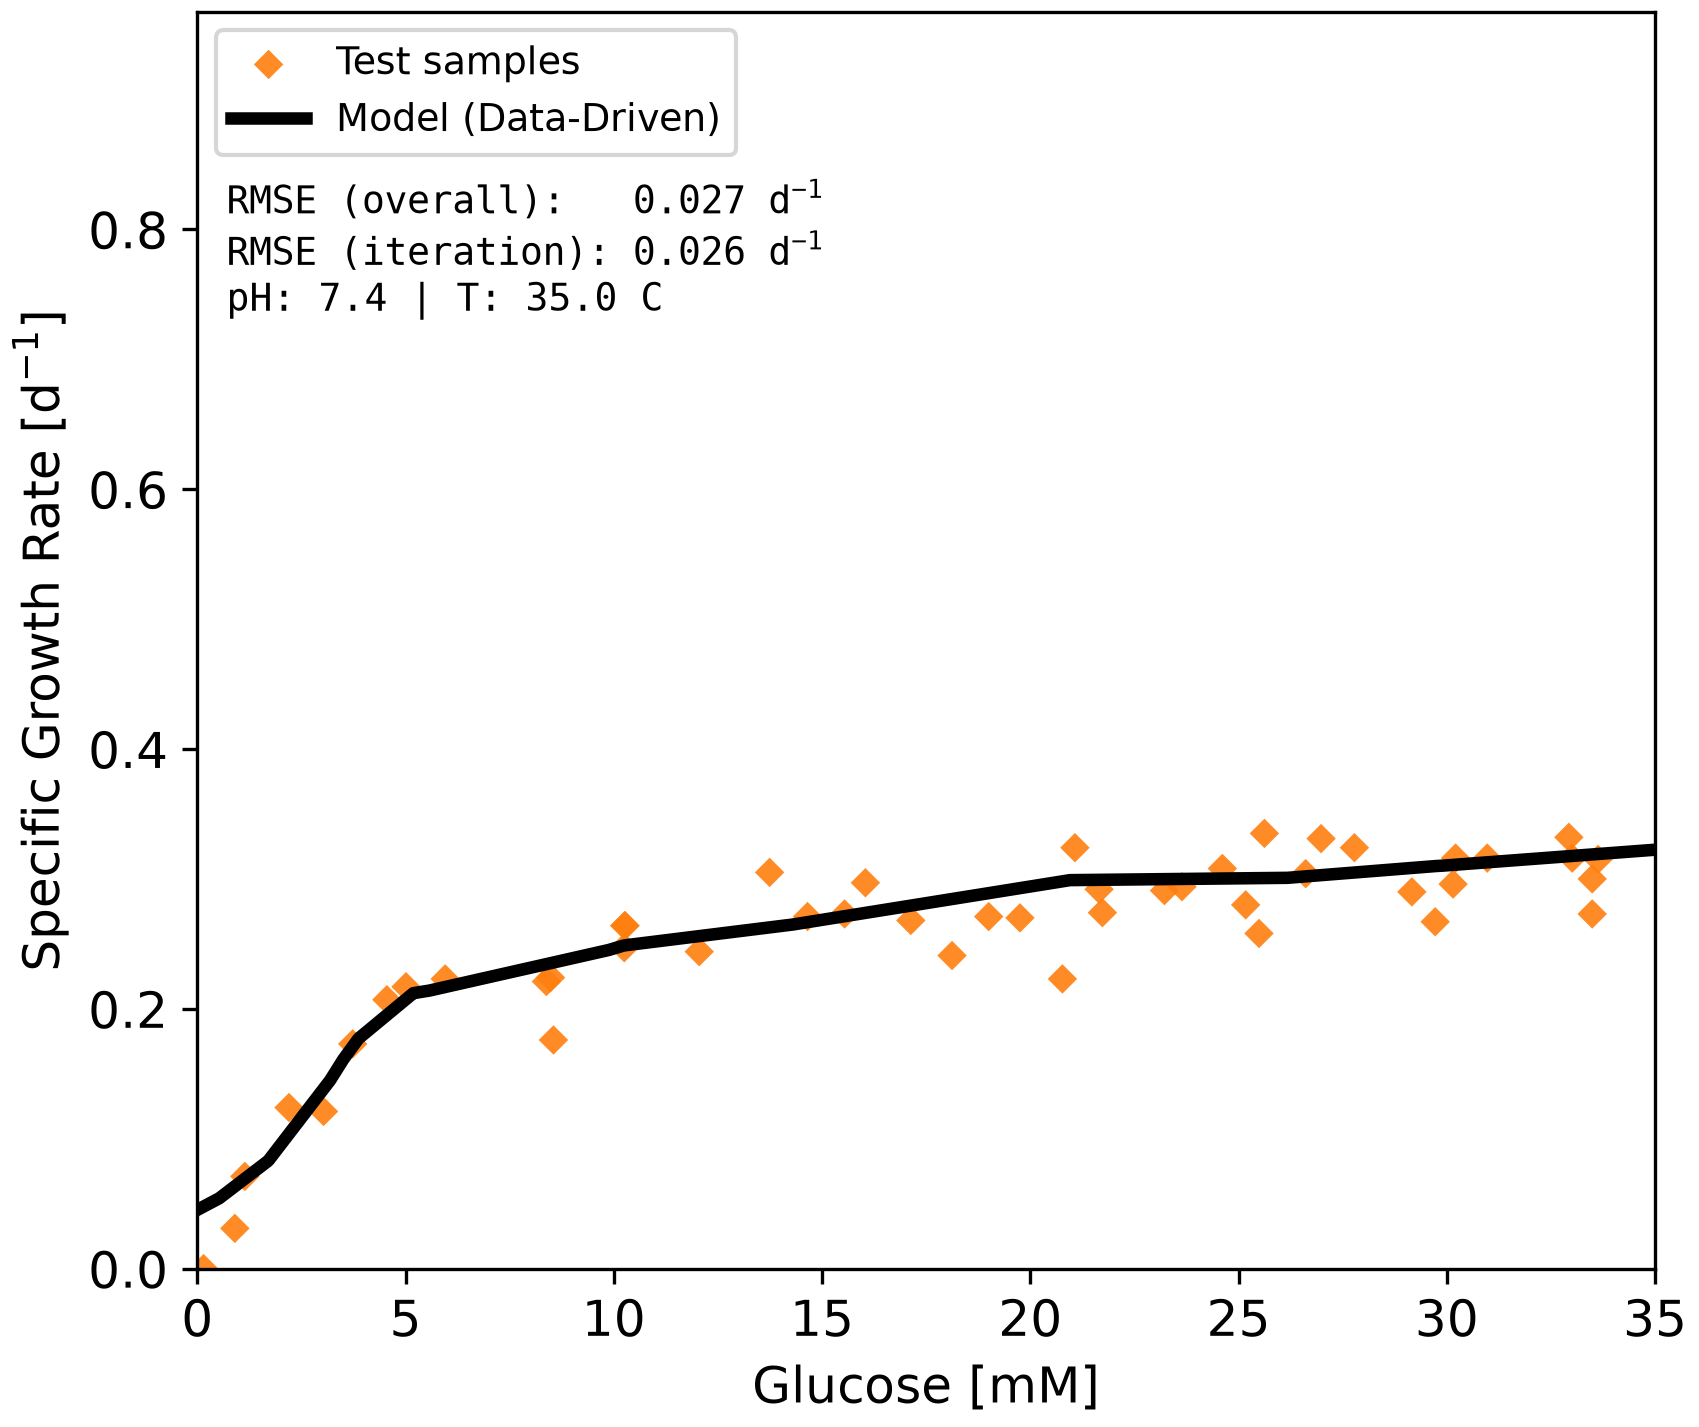 Test samples
Model (Data-Driven)
RMSE (overall):   0.027 d⁻¹
RMSE (iteration): 0.026 d⁻¹
pH: 7.4 | T: 35.0 C
0.8
0.6
0.4
0.2
0.0
Specific Growth Rate [d⁻¹]
0 5 10 15 20 25 30 35
Glucose [mM]